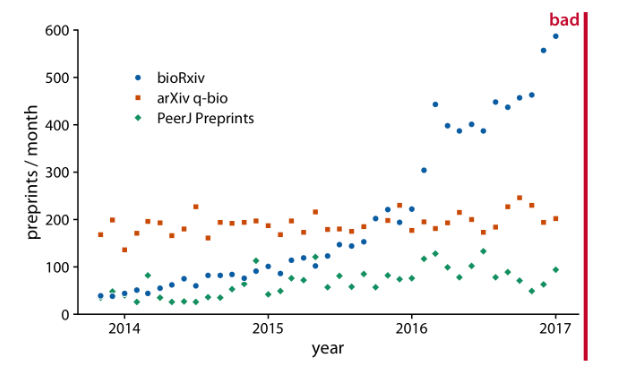 bad
600
500
400
300
200
100
0
preprints / month
bioRxiv
arXiv q-bio
PeerJ Preprints
2014 2015 2016 2017
year